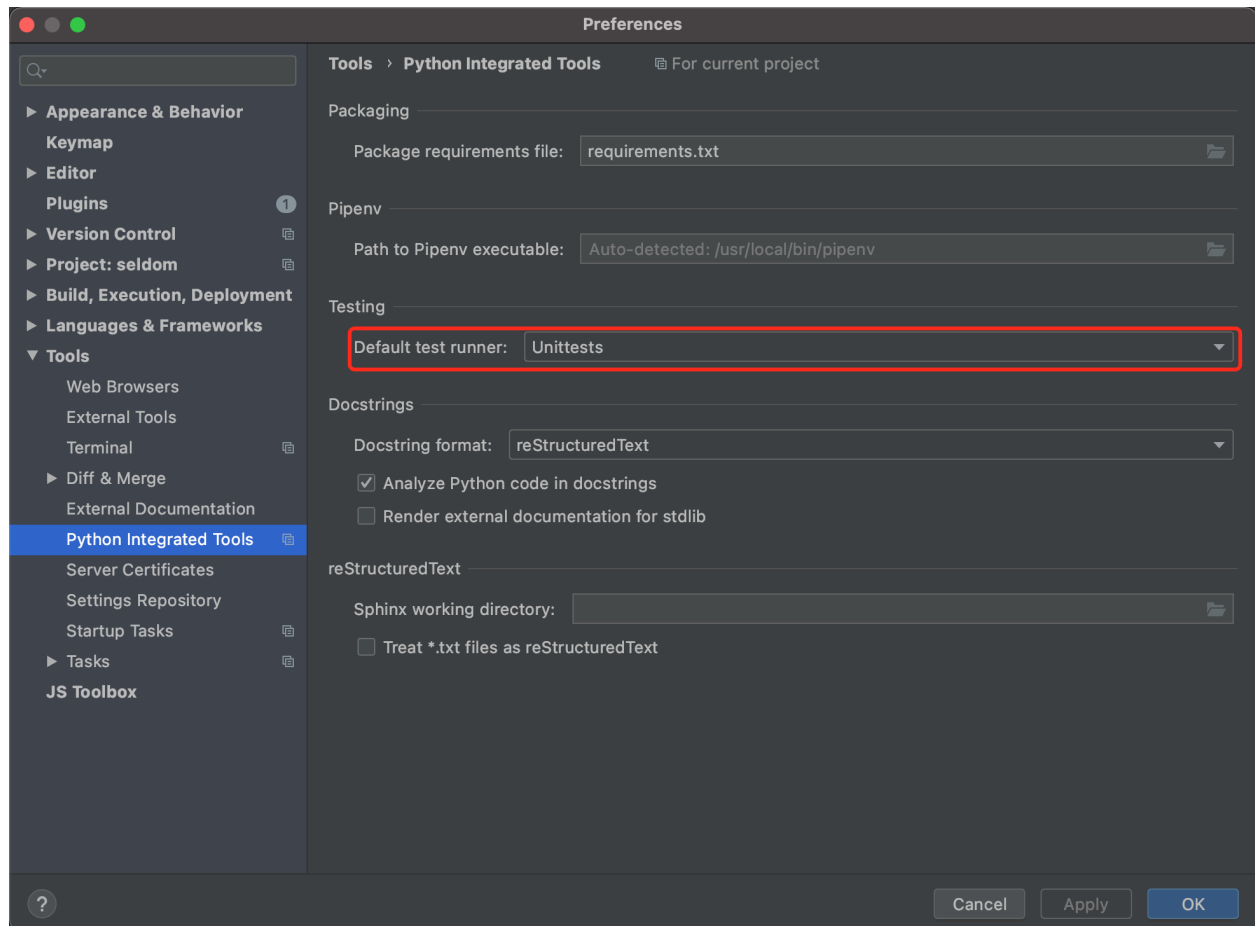 Preferences
Appearance & Behavior
Keymap
Editor
Plugins 1
Version Control
Project: seldom
Build, Execution, Deployment
Languages & Frameworks
Tools
Web Browsers
External Tools
Terminal
Diff & Merge
External Documentation
Python Integrated Tools
Server Certificates
Settings Repository
Startup Tasks
Tasks
JS Toolbox
Tools › Python Integrated Tools For current project
Packaging
Package requirements file: requirements.txt
Pipenv
Path to Pipenv executable: Auto-detected: /usr/local/bin/pipenv
Testing
Default test runner: Unittests
Docstrings
Docstring format: reStructuredText
Analyze Python code in docstrings
Render external documentation for stdlib
reStructuredText
Sphinx working directory:
Treat *.txt files as reStructuredText
? Cancel Apply OK